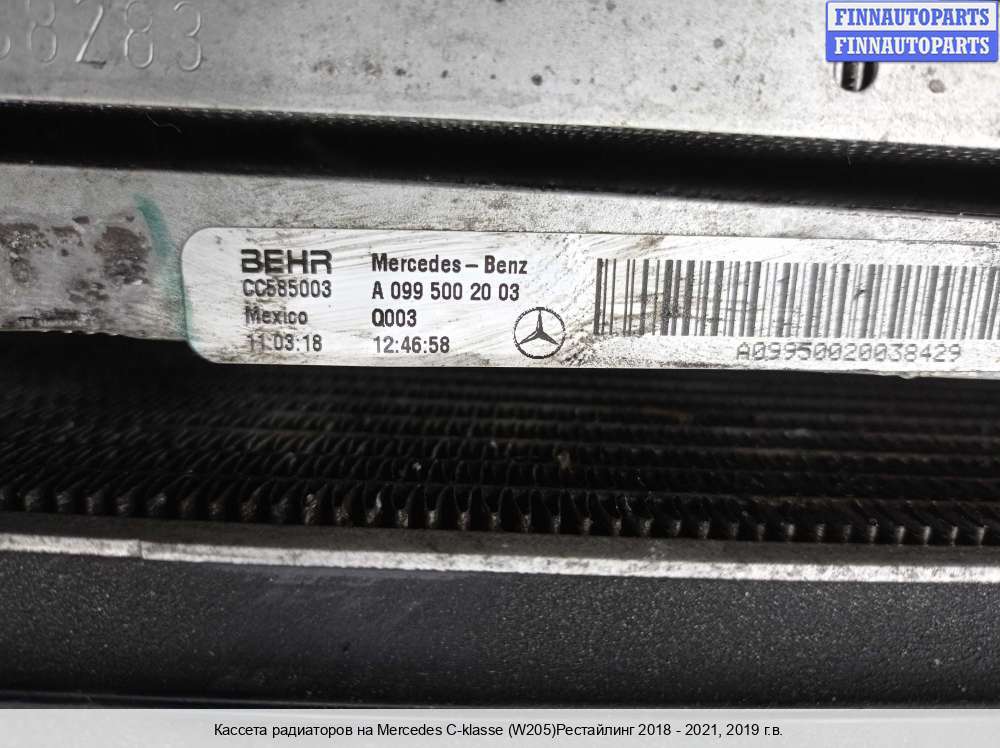 FINNAUTOPARTS
FINNAUTOPARTS
8283
BEHR
CC585003
Mexico
11:03:18
Mercedes-Benz
A 099 500 20 03
Q003
12:46:58
A09950020038429
Кассета радиаторов на Mercedes C-klasse (W205)Рестайлинг 2018 - 2021, 2019 г.в.